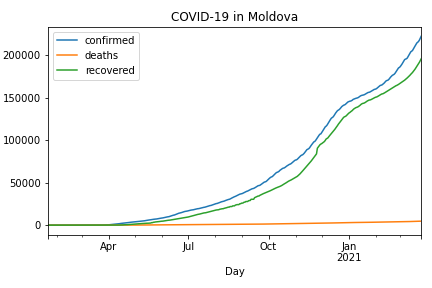 COVID-19 in Moldova
confirmed
deaths
recovered
200000
150000
100000
50000
0
Apr
Jul
Oct
Jan
2021
Day